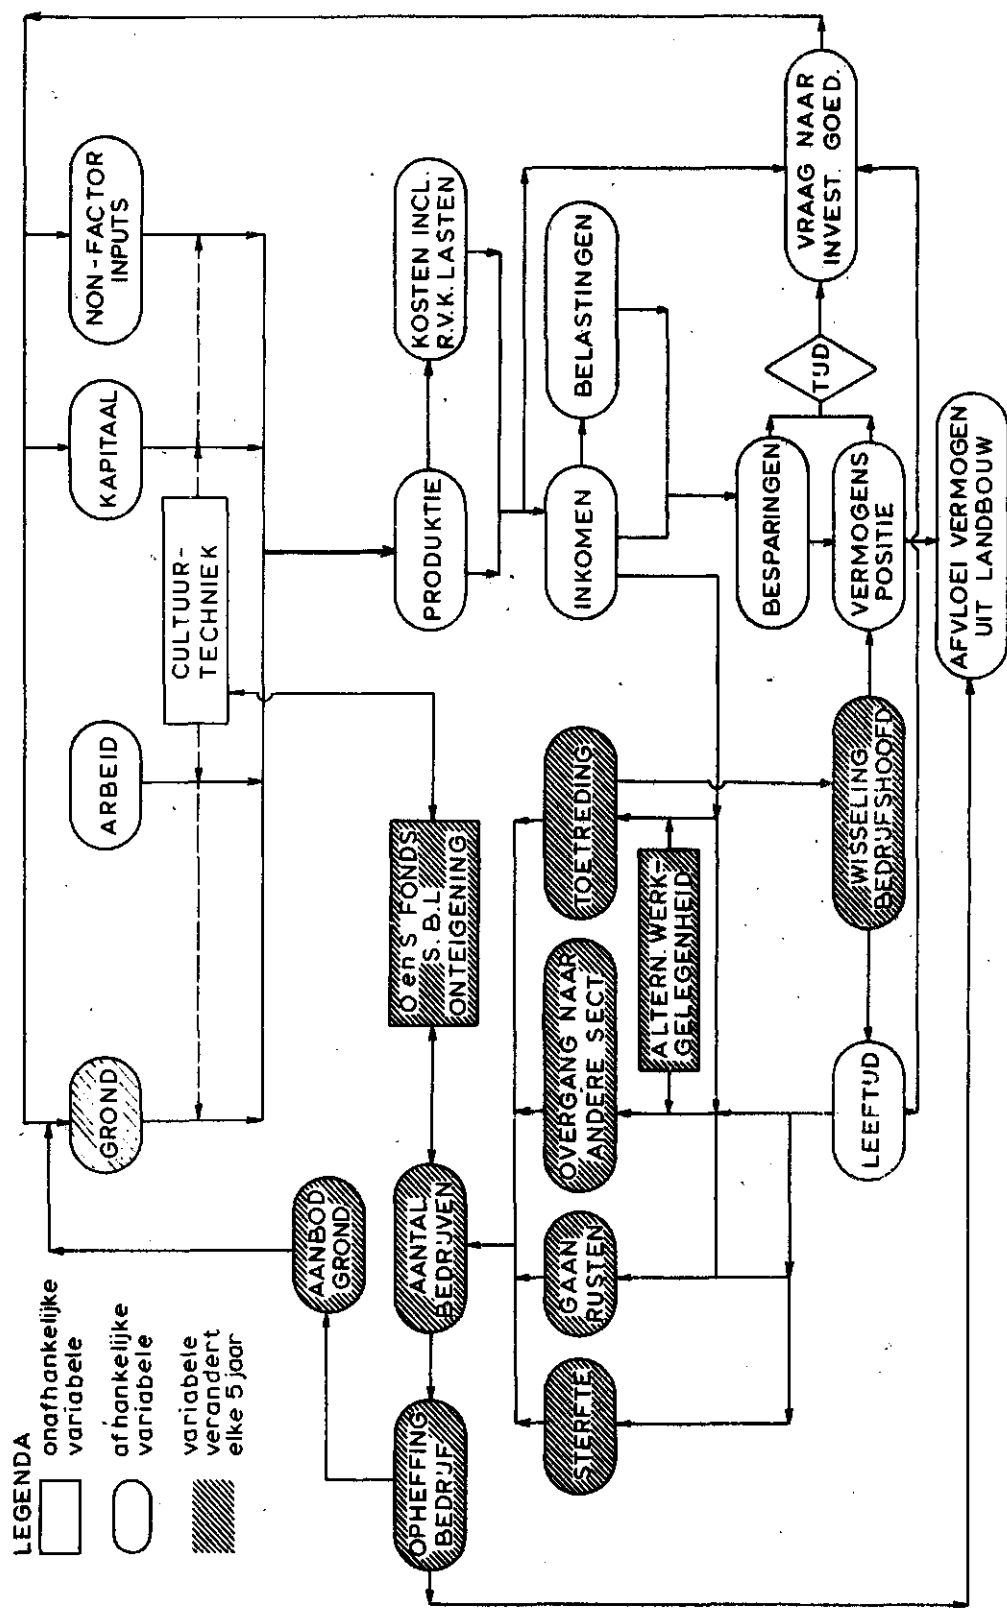 LEGENDA
onafhankelijke
variabele
afhankelijke
variabele
variabele
verandert
elke 5 jaar
GROND
ARBEID
KAPITAAL
NON-FACTOR
INPUTS
CULTUUR-
TECHNIEK
AANBOD
GROND
OPHEFFING
BEDRIJF
AANTAL
BEDRIJVEN
O en S FONDS
S.B.L.
ONTEIGENING
PRODUKTIE
KOSTEN INCL.
R.V.K. LASTEN
STERFTE
GAAN
RUSTEN
OVERGANG NAAR
ANDERE SECT.
TOETREDING
INKOMEN
BELASTINGEN
ALTERN. WERK-
GELEGENHEID
BESPARINGEN
TIJD
VRAAG NAAR
INVEST. GOED.
LEEFTIJD
WISSELING
BEDRIJFSHOOFD
VERMOGENS
POSITIE
AFVLOEI VERMOGEN
UIT LANDBOUW